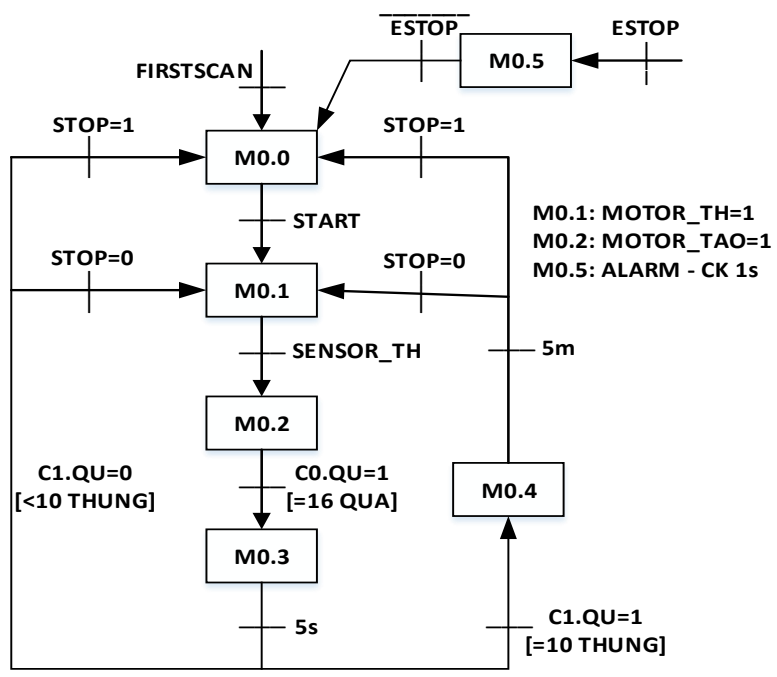 ESTOP
ESTOP
M0.5
FIRSTSCAN
STOP=1
STOP=1
M0.0
START
M0.1: MOTOR_TH=1
M0.2: MOTOR_TAO=1
M0.5: ALARM - CK 1s
STOP=0
STOP=0
M0.1
SENSOR_TH
5m
M0.2
C1.QU=0
[<10 THUNG]
C0.QU=1
[=16 QUA]
M0.4
M0.3
5s
C1.QU=1
[=10 THUNG]